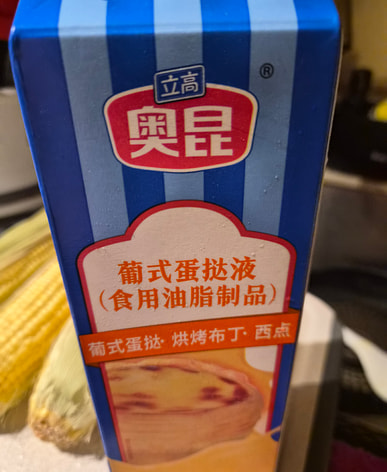 立高
®
奥昆
葡式蛋挞液
(食用油脂制品)
葡式蛋挞·烘烤布丁·西点